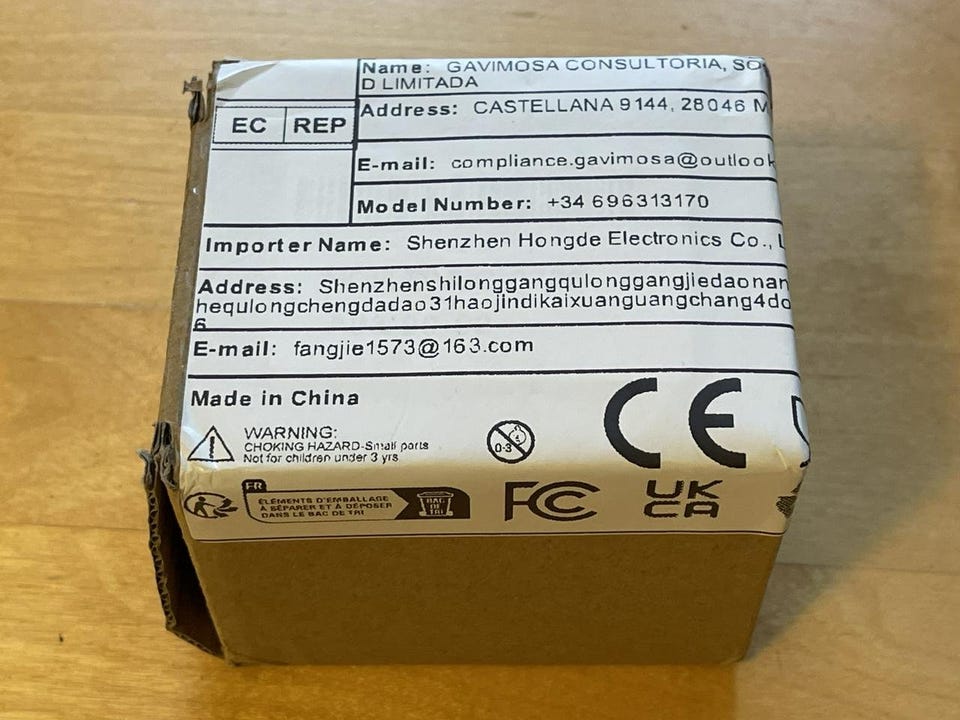 Name: GAVIMOSA CONSULTORIA, SO
D LIMITADA
EC REP
Address: CASTELLANA 9144, 28046 M
E-mail: compliance.gavimosa@outlook
Model Number: +34 696313170
Importer Name: Shenzhen Hongde Electronics Co., L
Address: Shenzhenshilonggangqulonggangjiedaonan
hequlongchengdadao31haojindikaixuanguangchang4do
6
E-mail: fangjie1573@163.com
Made in China
WARNING:
CHOKING HAZARD-Small parts
Not for children under 3 yrs.
0-3
CE
FR
ÉLÉMENTS D'EMBALLAGE
À SÉPARER ET À DÉPOSER
DANS LE BAC DE TRI
BAC
DE
TRI
FC
UK
CA